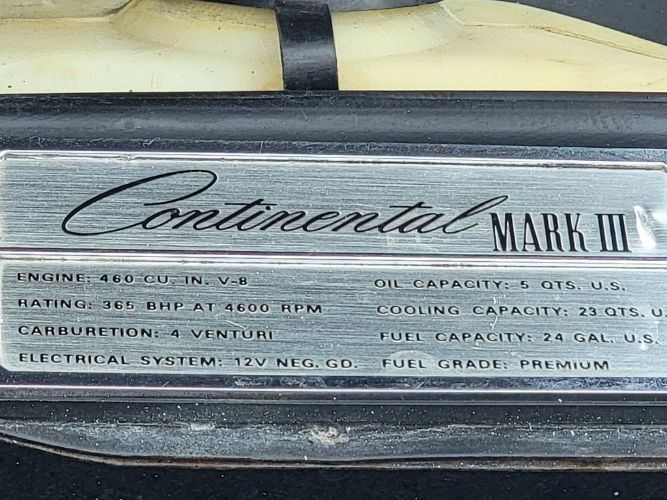 Continental MARK III
ENGINE: 460 CU. IN. V-8
RATING: 365 BHP AT 4600 RPM
CARBURETION: 4 VENTURI
ELECTRICAL SYSTEM: 12V NEG. GD.
OIL CAPACITY: 5 QTS. U.S.
COOLING CAPACITY: 23 QTS. U.
FUEL CAPACITY: 24 GAL. U.S.
FUEL GRADE: PREMIUM